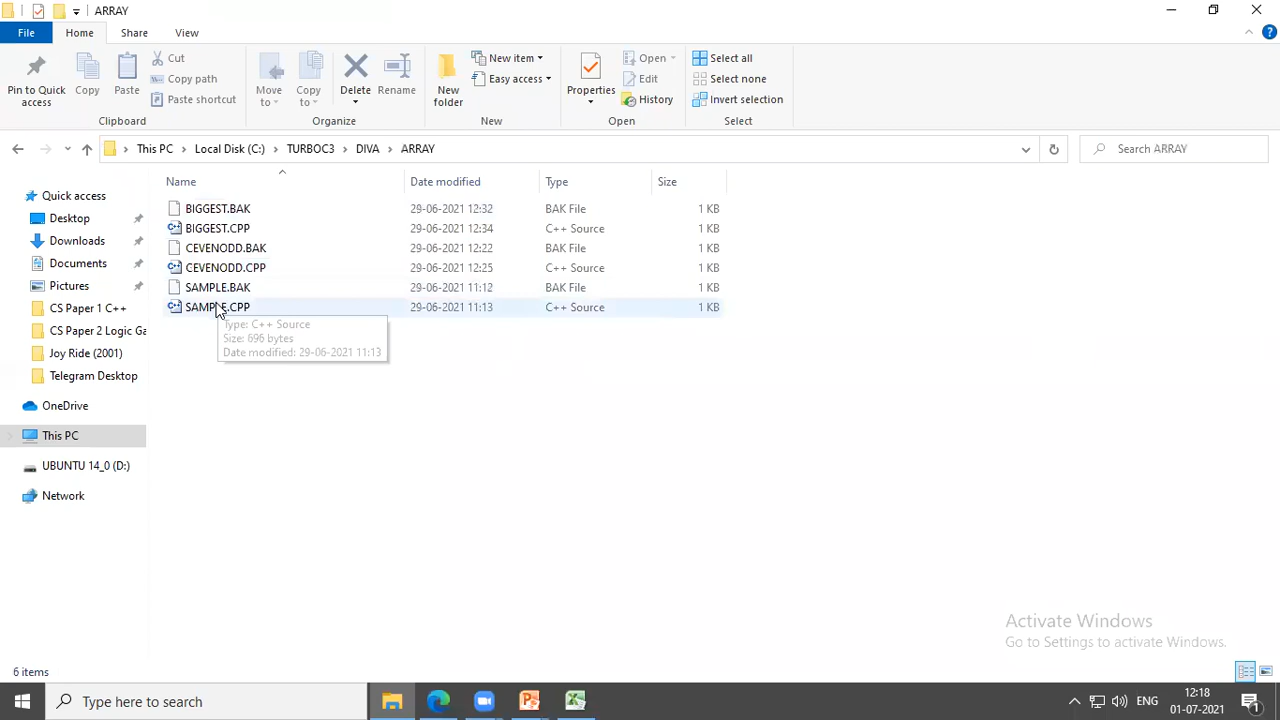 ARRAY
File Home Share View
Pin to Quick access
Copy
Paste
Cut
Copy path
Paste shortcut
Clipboard
Move to
Copy to
Delete
Rename
Organize
New folder
New item
Easy access
New
Properties
Open
Edit
History
Open
Select all
Select none
Invert selection
Select
This PC Local Disk (C:) TURBOC3 DIVA ARRAY
Search ARRAY
Quick access
Desktop
Downloads
Documents
Pictures
CS Paper 1 C++
CS Paper 2 Logic Ga
Joy Ride (2001)
Telegram Desktop
OneDrive
This PC
UBUNTU 14_0 (D:)
Network
Name Date modified Type Size
BIGGEST.BAK 29-06-2021 12:32 BAK File 1 KB
BIGGEST.CPP 29-06-2021 12:34 C++ Source 1 KB
CEVENODD.BAK 29-06-2021 12:22 BAK File 1 KB
CEVENODD.CPP 29-06-2021 12:25 C++ Source 1 KB
SAMPLE.BAK 29-06-2021 11:12 BAK File 1 KB
SAMPLE.CPP 29-06-2021 11:13 C++ Source 1 KB
Type: C++ Source
Size: 696 bytes
Date modified: 29-06-2021 11:13
Activate Windows
Go to Settings to activate Windows.
6 items
Type here to search
ENG
12:18
01-07-2021
1